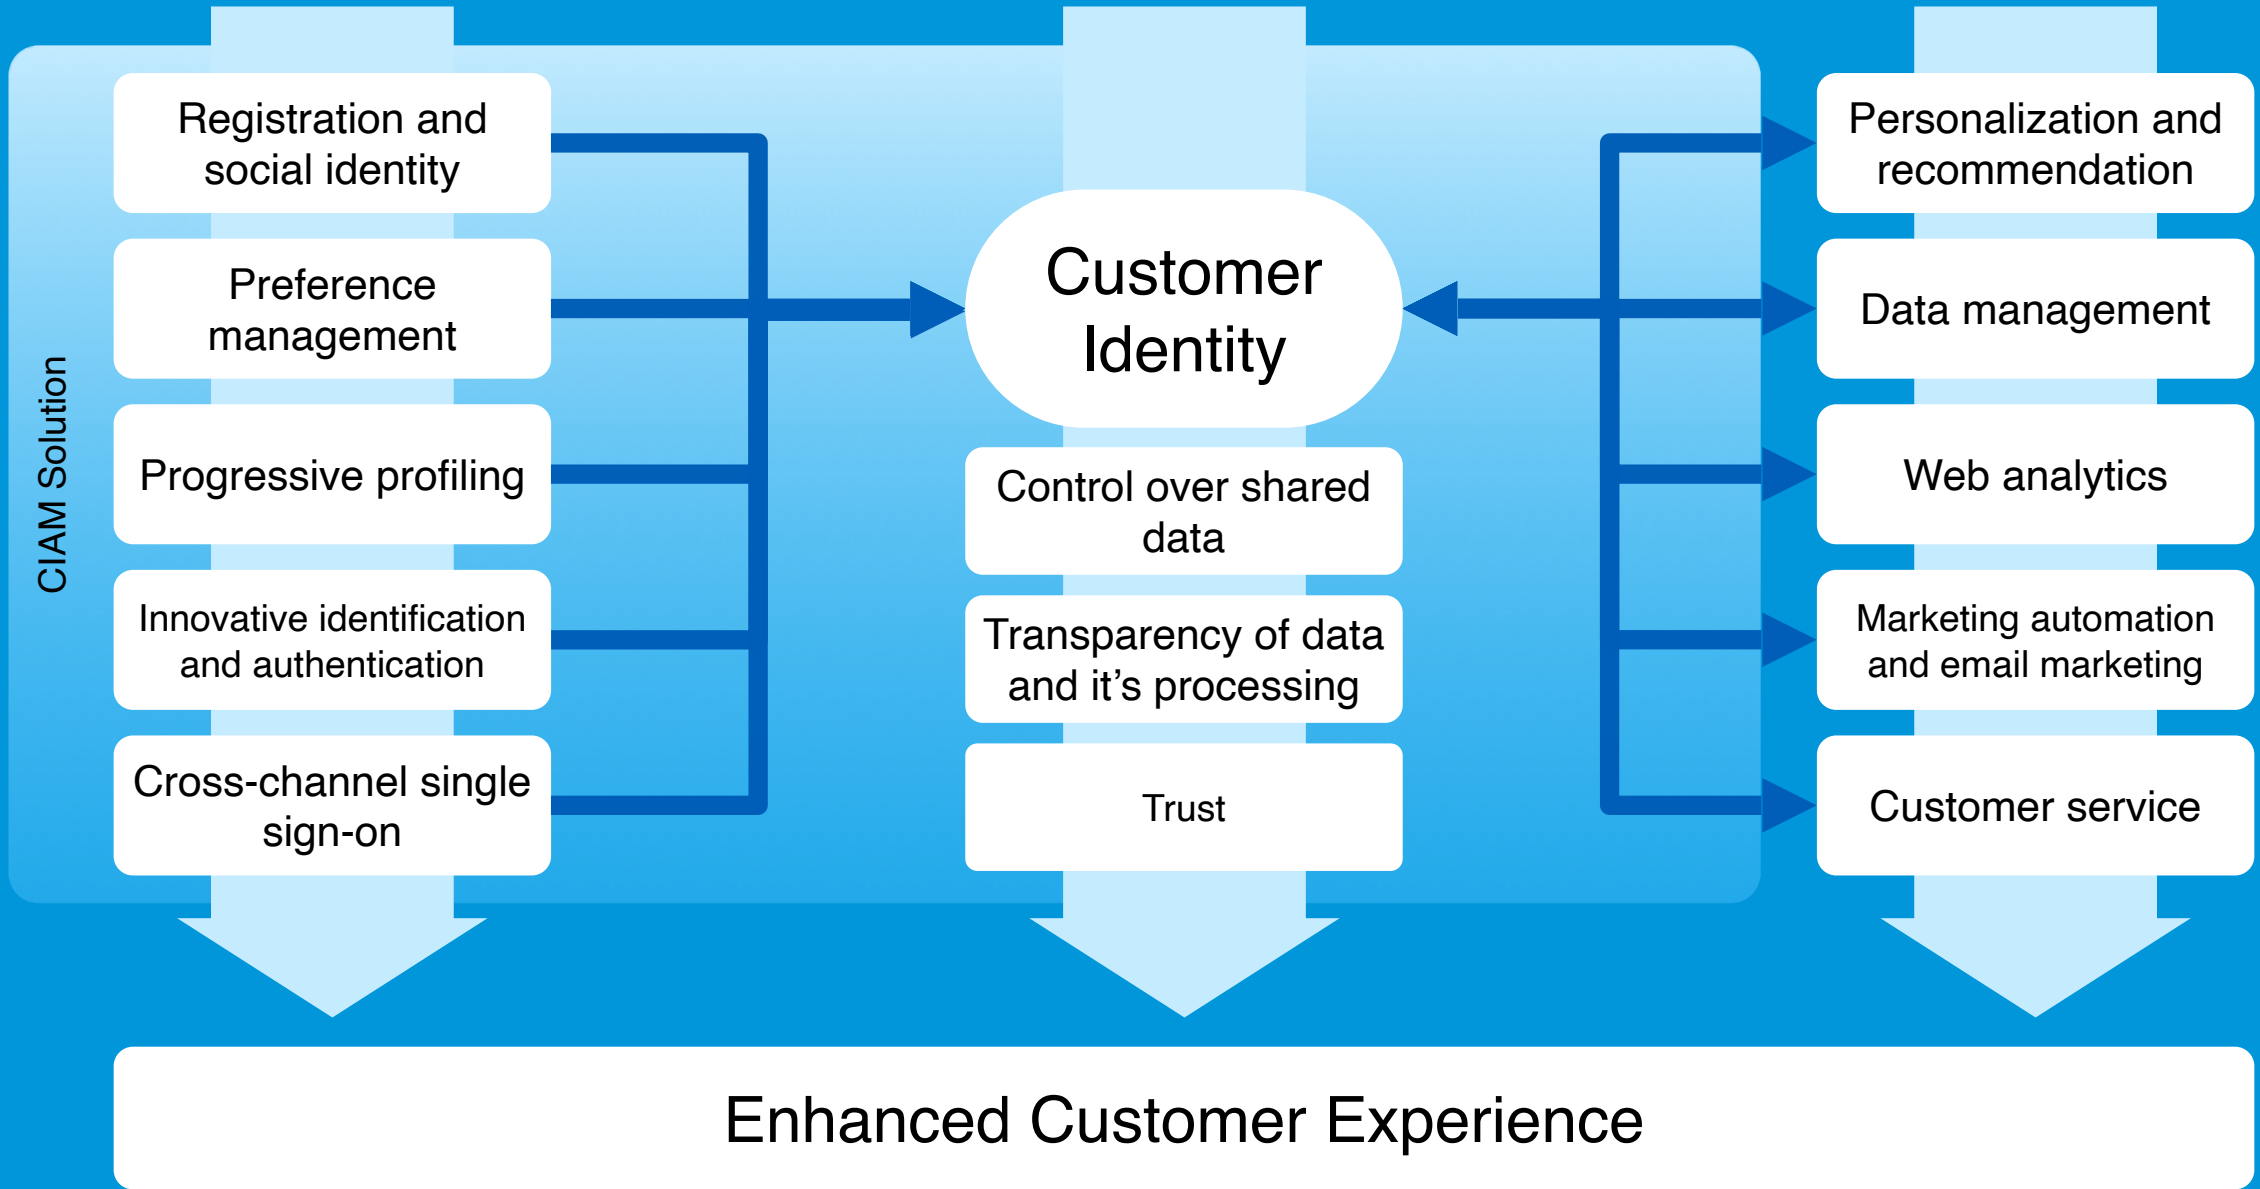 CIAM Solution
Registration and
social identity
Preference
management
Progressive profiling
Innovative identification
and authentication
Cross-channel single
sign-on
Customer
Identity
Control over shared
data
Transparency of data
and it’s processing
Trust
Personalization and
recommendation
Data management
Web analytics
Marketing automation
and email marketing
Customer service
Enhanced Customer Experience